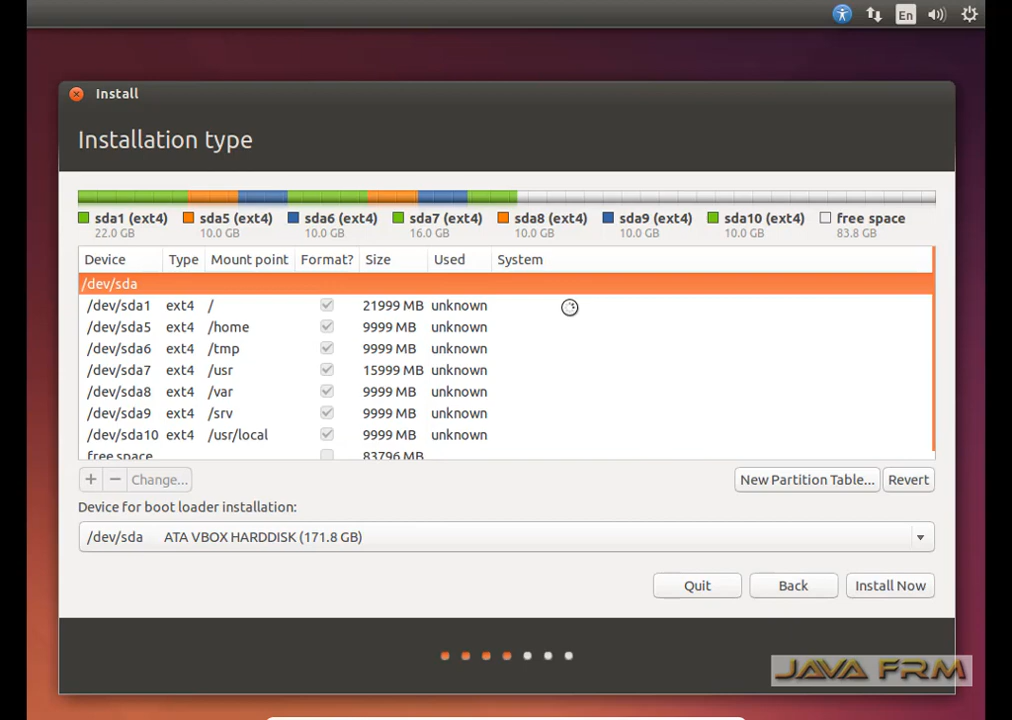 En
Install
Installation type
sda1 (ext4) sda5 (ext4) sda6 (ext4) sda7 (ext4) sda8 (ext4) sda9 (ext4) sda10 (ext4) free space
22.0 GB 10.0 GB 10.0 GB 16.0 GB 10.0 GB 10.0 GB 10.0 GB 83.8 GB
Device Type Mount point Format? Size Used System
/dev/sda
/dev/sda1 ext4 / 21999 MB unknown
/dev/sda5 ext4 /home 9999 MB unknown
/dev/sda6 ext4 /tmp 9999 MB unknown
/dev/sda7 ext4 /usr 15999 MB unknown
/dev/sda8 ext4 /var 9999 MB unknown
/dev/sda9 ext4 /srv 9999 MB unknown
/dev/sda10 ext4 /usr/local 9999 MB unknown
free space 83796 MB
+ − Change... New Partition Table... Revert
Device for boot loader installation:
/dev/sda ATA VBOX HARDDISK (171.8 GB)
Quit Back Install Now
JAVA FRM